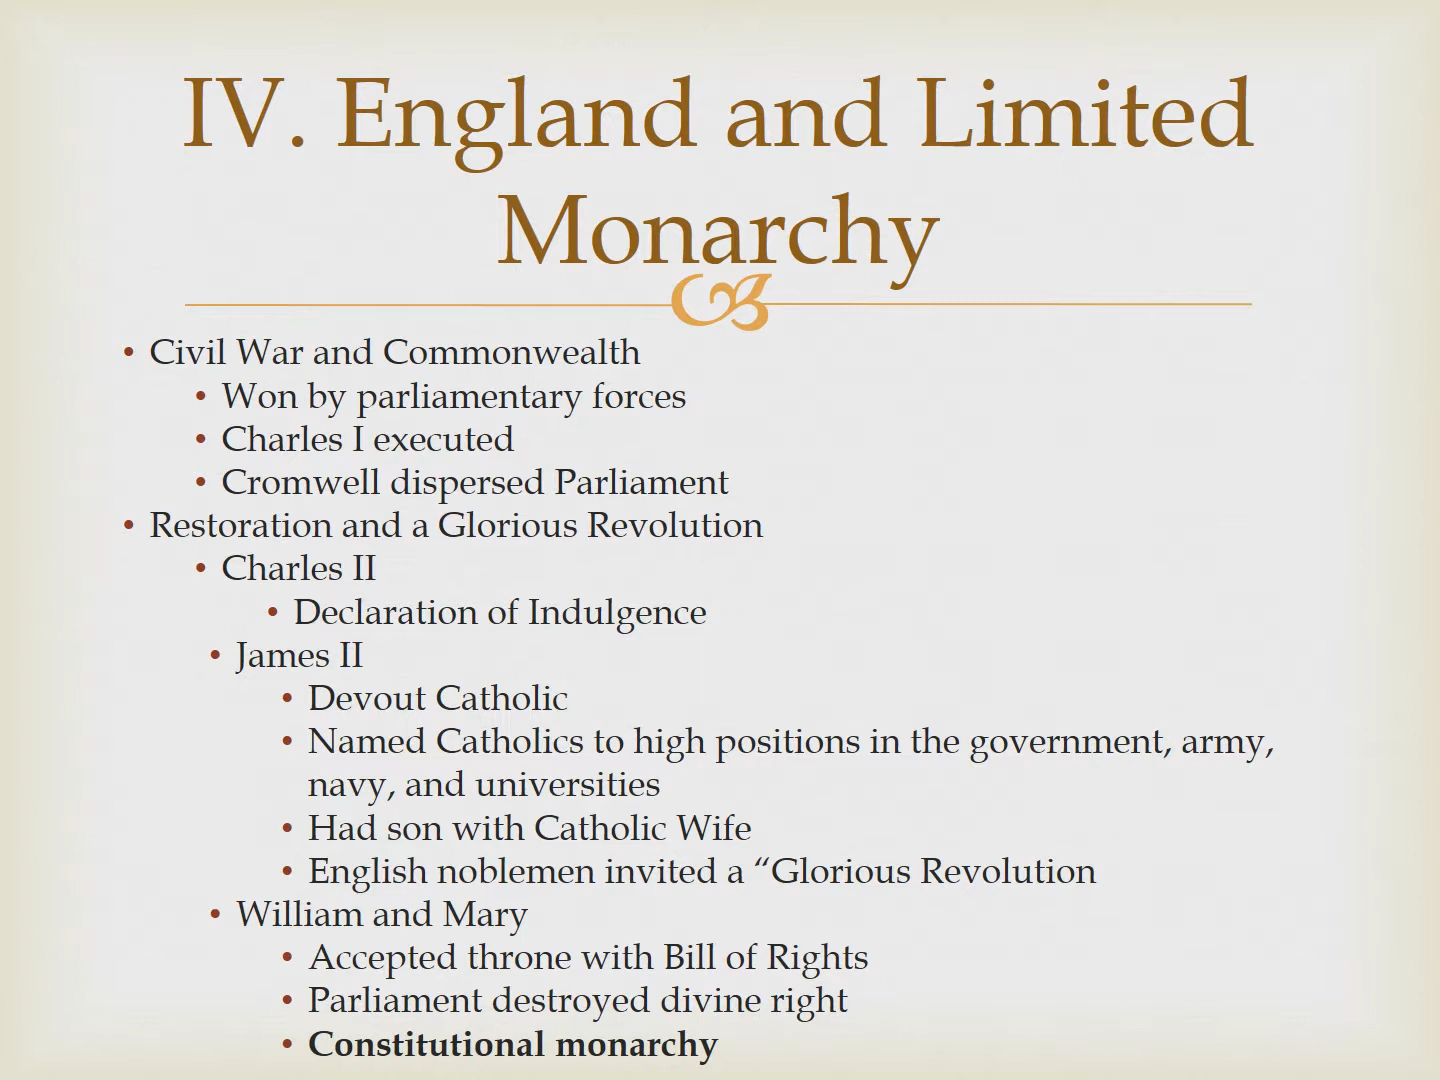 IV. England and Limited
Monarchy
• Civil War and Commonwealth
• Won by parliamentary forces
• Charles I executed
• Cromwell dispersed Parliament
• Restoration and a Glorious Revolution
• Charles II
• Declaration of Indulgence
• James II
• Devout Catholic
• Named Catholics to high positions in the government, army,
navy, and universities
• Had son with Catholic Wife
• English noblemen invited a “Glorious Revolution
• William and Mary
• Accepted throne with Bill of Rights
• Parliament destroyed divine right
• Constitutional monarchy